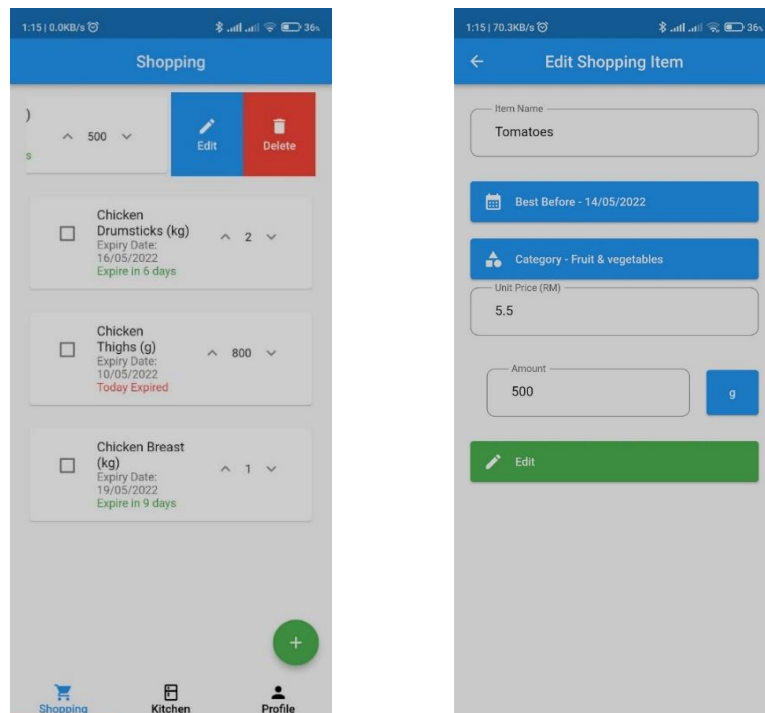 1:15 | 0.0KB/s
36
Shopping
)
500
s
Edit
Delete
Chicken
Drumsticks (kg)
Expiry Date:
16/05/2022
Expire in 6 days
2
Chicken
Thighs (g)
Expiry Date:
10/05/2022
Today Expired
800
Chicken Breast
(kg)
Expiry Date:
19/05/2022
Expire in 9 days
1
+
Shopping
Kitchen
Profile
1:15 | 70.3KB/s
36
Edit Shopping Item
Item Name
Tomatoes
Best Before - 14/05/2022
Category - Fruit & vegetables
Unit Price (RM)
5.5
Amount
500
g
Edit